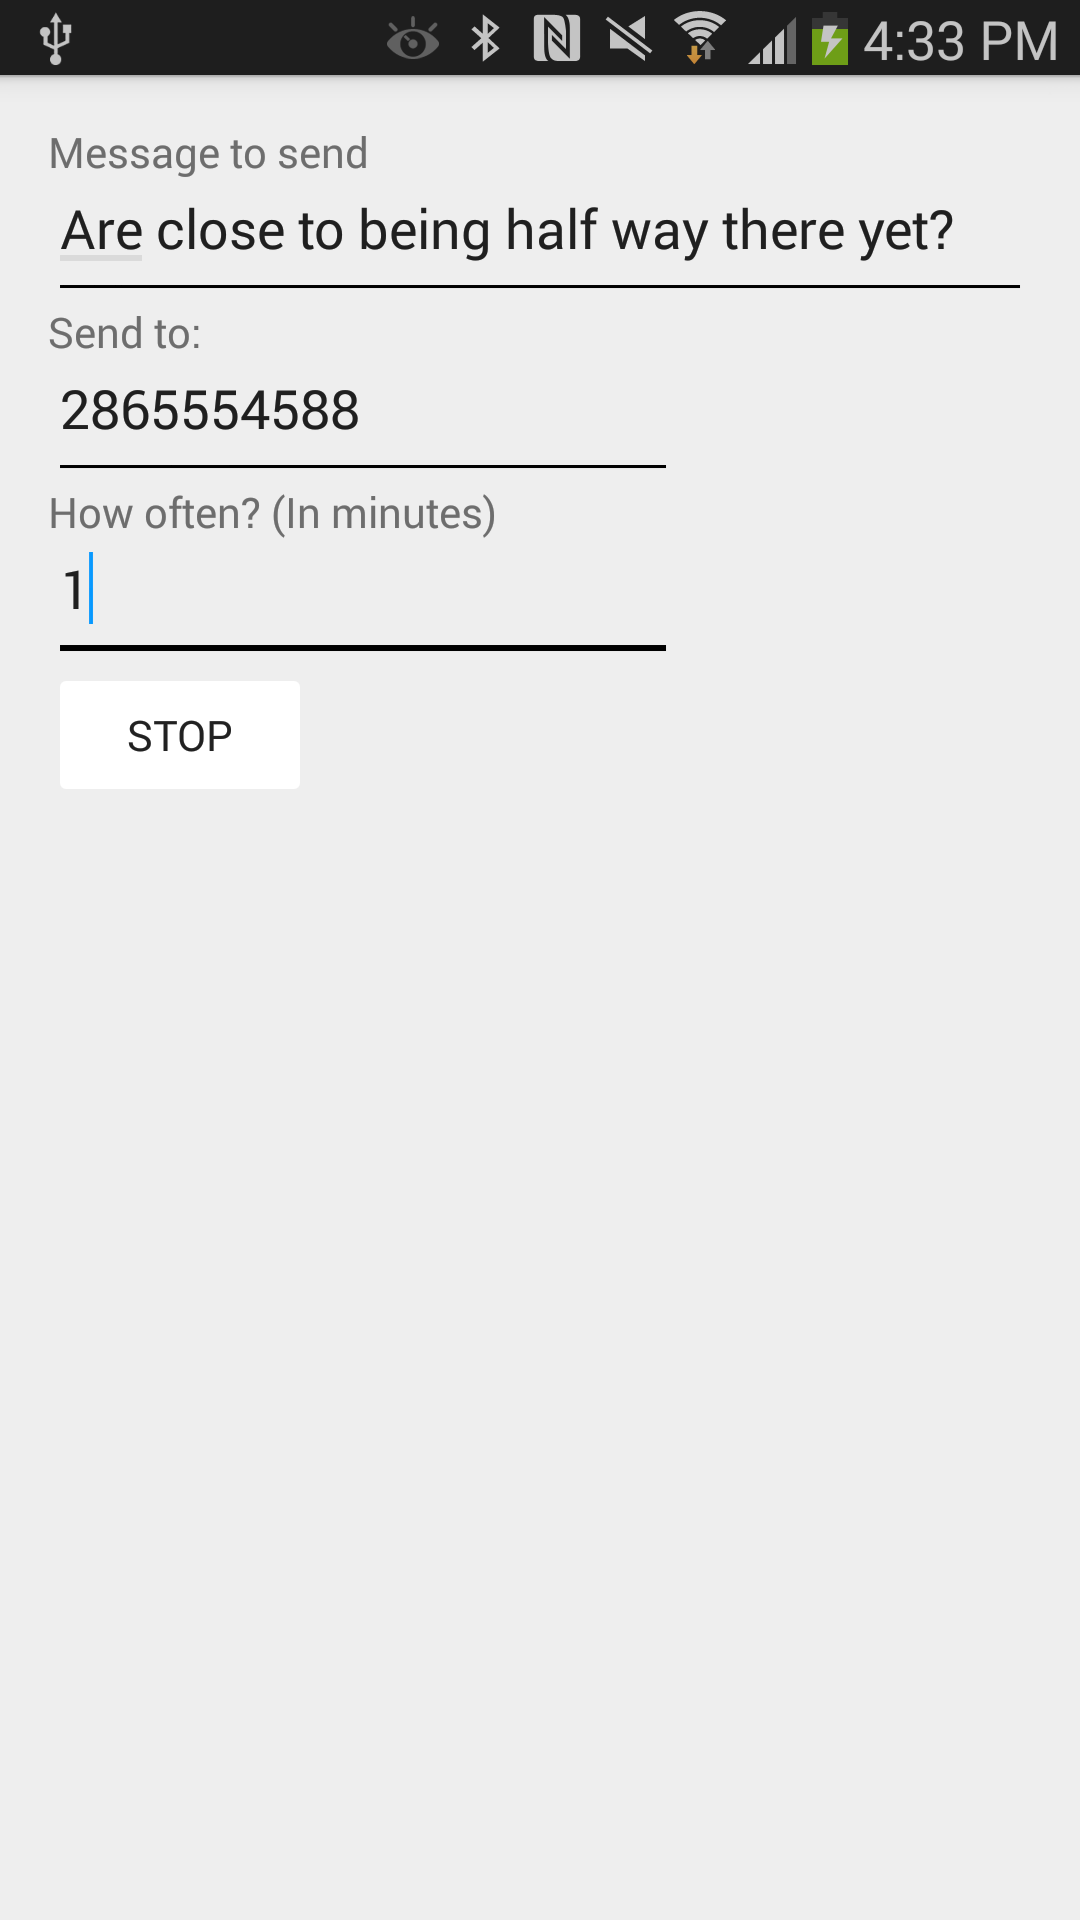 4:33 PM
Message to send
Are close to being half way there yet?
Send to:
2865554588
How often? (In minutes)
1
STOP